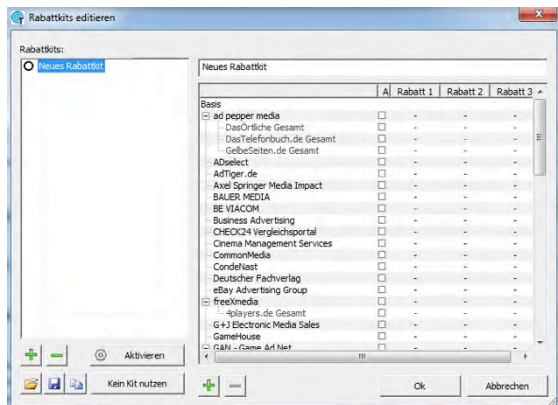 Rabattkits editieren
Rabattkits:
Neues Rabattkit
Neues Rabattkit
A Rabatt 1 Rabatt 2 Rabatt 3
Basis
ad pepper media - - -
DasÖrtliche Gesamt - - -
DasTelefonbuch.de Gesamt - - -
GelbeSeiten.de Gesamt - - -
ADselect - - -
AdTiger.de - - -
Axel Springer Media Impact - - -
BAUER MEDIA - - -
BE VIACOM - - -
Business Advertising - - -
CHECK24 Vergleichsportal - - -
Cinema Management Services - - -
CommonMedia - - -
CondeNast - - -
Deutscher Fachverlag - - -
eBay Advertising Group - - -
freeXmedia - - -
4players.de Gesamt - - -
G+J Electronic Media Sales - - -
GameHouse - - -
GAN - Game Ad Net - - -
Aktivieren
Kein Kit nutzen
Ok
Abbrechen